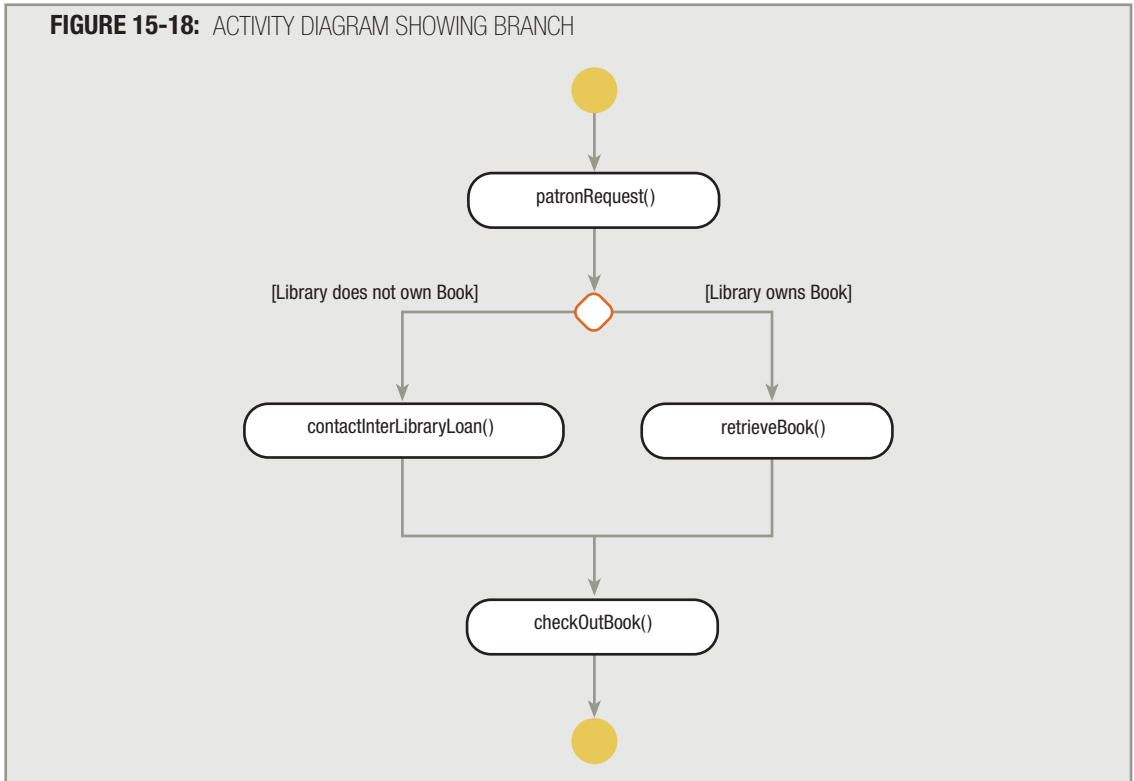 FIGURE 15-18: ACTIVITY DIAGRAM SHOWING BRANCH
patronRequest()
[Library does not own Book]
[Library owns Book]
contactInterLibraryLoan()
retrieveBook()
checkOutBook()